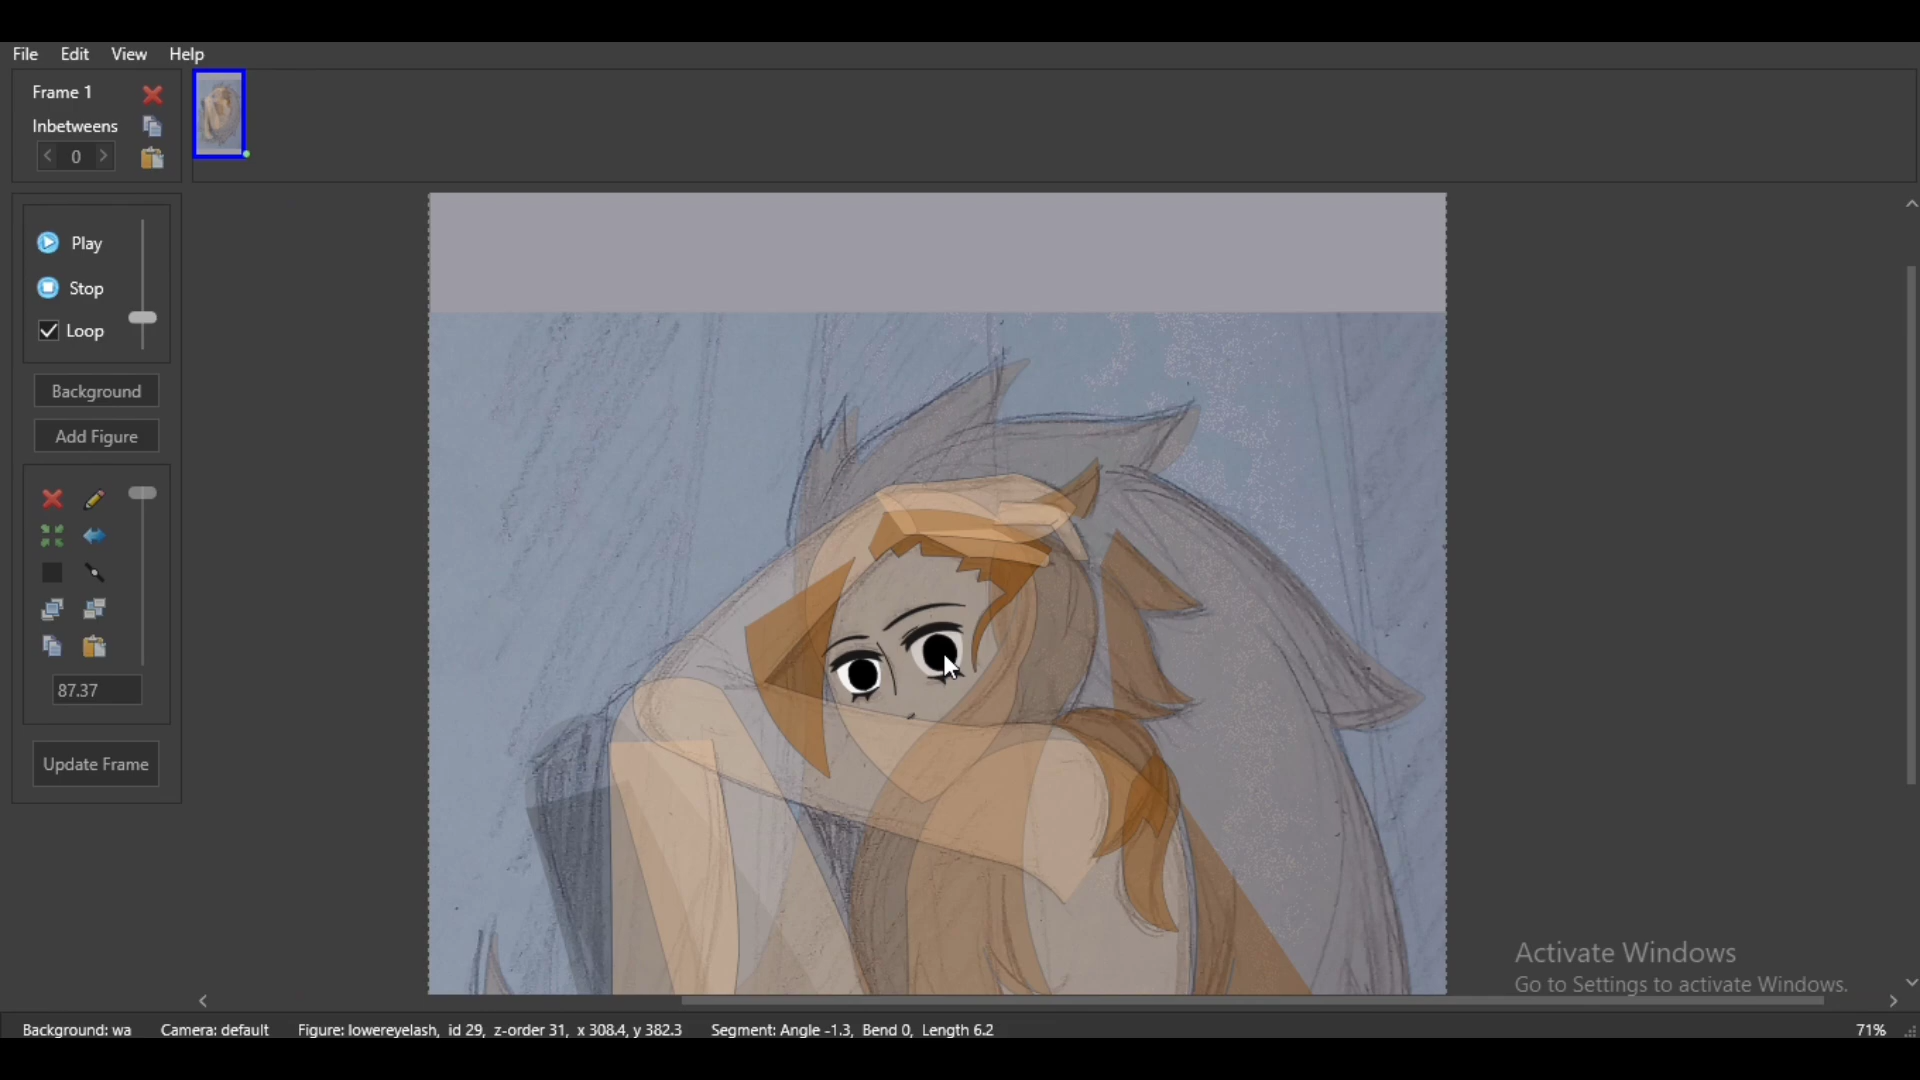 File Edit View Help
Frame 1
Inbetweens
0
Play
Stop
Loop
Background
Add Figure
87.37
Update Frame
Activate Windows
Go to Settings to activate Windows.
Background: wa Camera: default Figure: lowereyelash, id 29, z-order 31, x 308.4, y 382.3 Segment: Angle -1.3, Bend 0, Length 6.2 71%